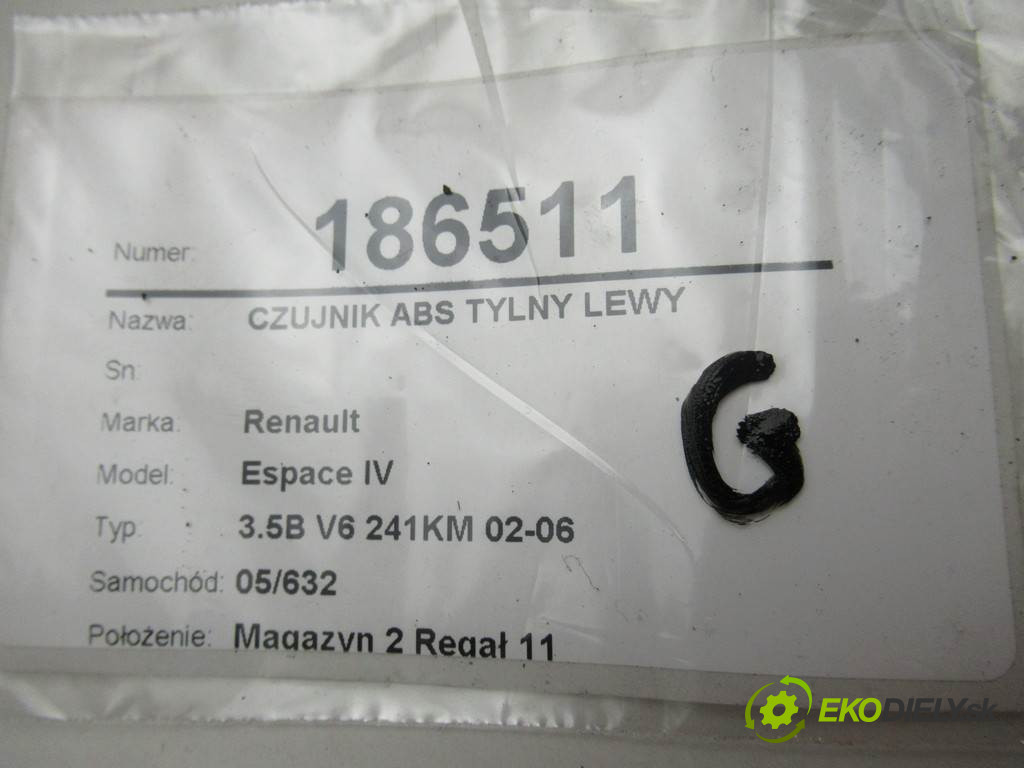 Numer: 186511
Nazwa: CZUJNIK ABS TYLNY LEWY
Sn:
Marka: Renault
Model: Espace IV
Typ: 3.5B V6 241KM 02-06
Samochód: 05/632
Położenie: Magazyn 2 Regał 11
G
EKODIELY.sk